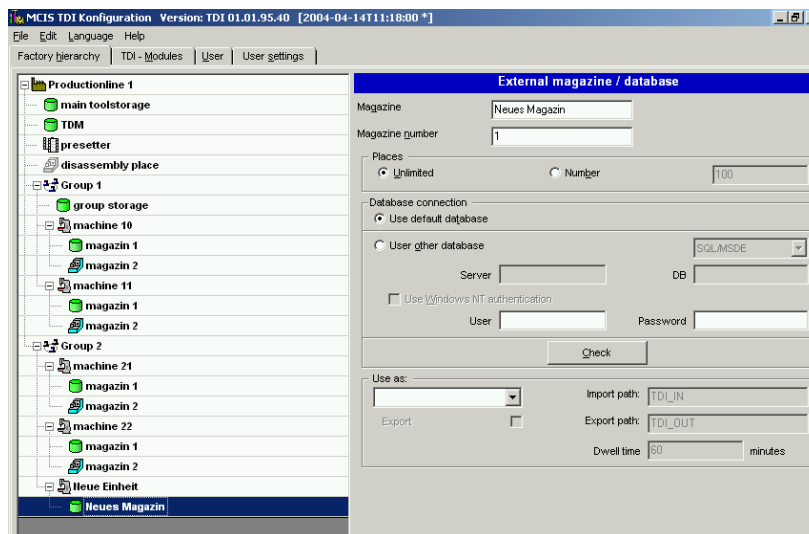 MCIS TDI Konfiguration Version: TDI 01.01.95.40 [2004-04-14T11:18:00 *]
File Edit Language Help
Factory hierarchy TDI - Modules User User settings
Productionline 1
main toolstorage
TDM
presetter
disassembly place
Group 1
group storage
machine 10
magazin 1
magazin 2
machine 11
magazin 1
magazin 2
Group 2
machine 21
magazin 1
magazin 2
machine 22
magazin 1
magazin 2
Neue Einheit
Neues Magazin
External magazine / database
Magazine Neues Magazin
Magazine number 1
Places
Unlimited Number 100
Database connection
Use default database
User other database SQL/MSDE
Server DB
Use Windows NT authentication
User Password
Check
Use as:
Import path: TDI_IN
Export Export path: TDI_OUT
Dwell time 60 minutes